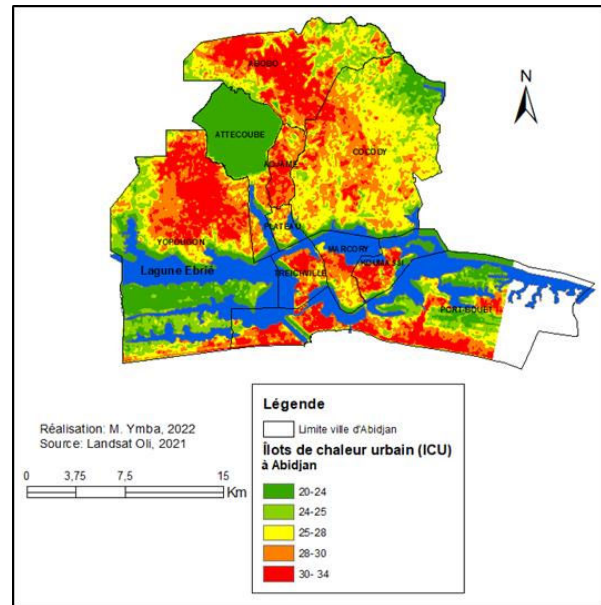 N
ABOBO
ATTECOUBE
COCODY
ADJAME
PLATEAU
YOPOUGON
MARCORY
KOUMASSI
Lagune Ebrié
TREICHVILLE
PORT-BOUET
Légende
Limite ville d'Abidjan
Îlots de chaleur urbain (ICU)
à Abidjan
20-24
24-25
25-28
28-30
30- 34
Réalisation: M. Ymba, 2022
Source: Landsat Oli, 2021
0 3,75 7,5 15
Km